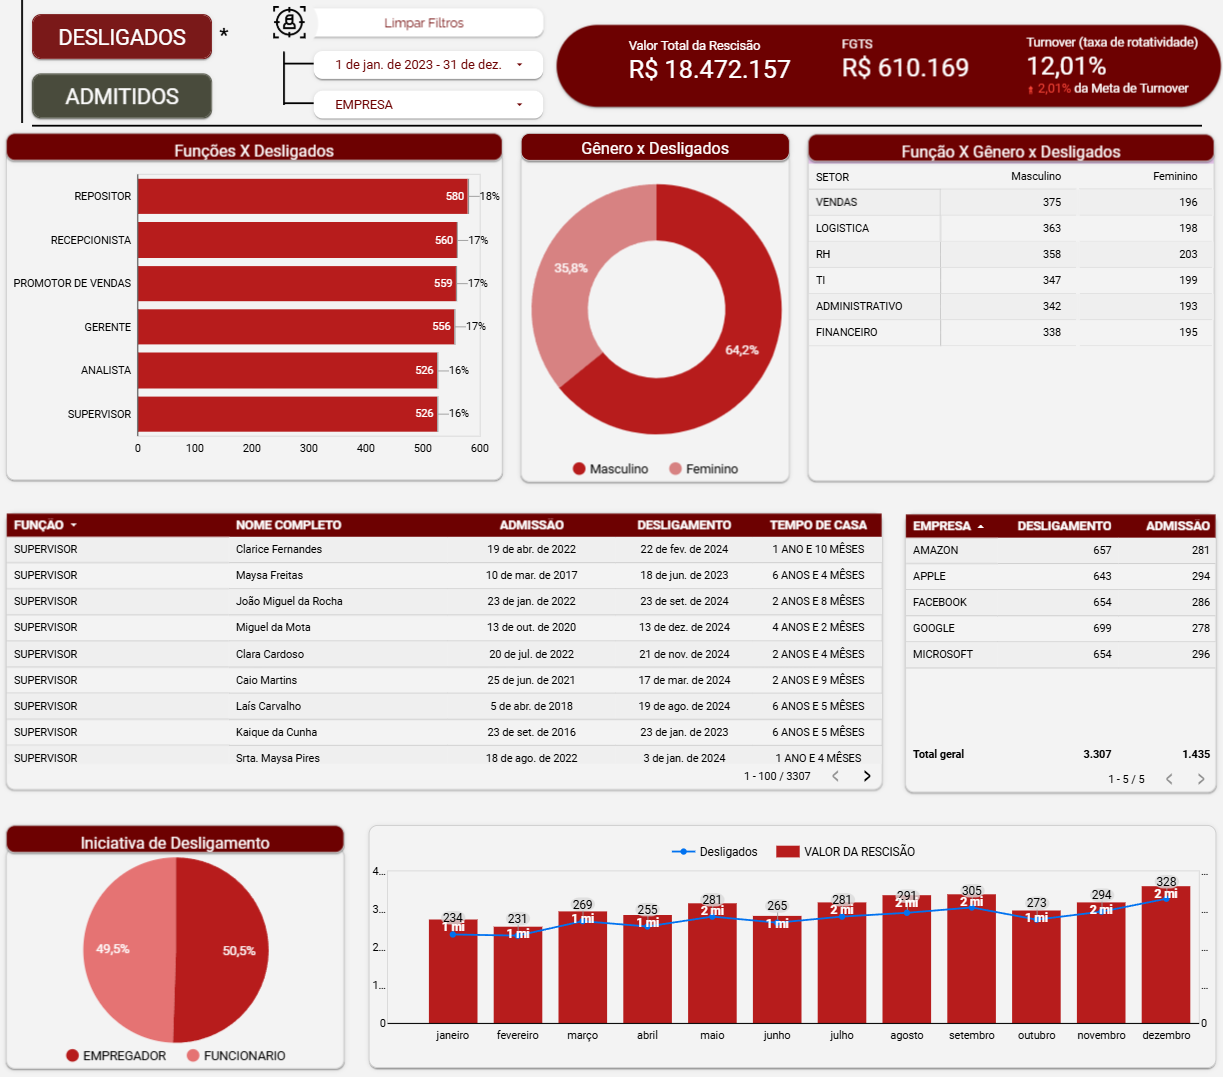 DESLIGADOS *
ADMITIDOS
Limpar Filtros
1 de jan. de 2023 - 31 de dez.
EMPRESA
Valor Total da Rescisão
R$ 18.472.157
FGTS
R$ 610.169
Turnover (taxa de rotatividade)
12,01%
2,01% da Meta de Turnover
Funções X Desligados
REPOSITOR 580 18%
RECEPCIONISTA 560 17%
PROMOTOR DE VENDAS 559 17%
GERENTE 556 17%
ANALISTA 526 16%
SUPERVISOR 526 16%
0 100 200 300 400 500 600
Gênero x Desligados
35,8%
64,2%
Masculino Feminino
Função X Gênero x Desligados
SETOR Masculino Feminino
VENDAS 375 196
LOGISTICA 363 198
RH 358 203
TI 347 199
ADMINISTRATIVO 342 193
FINANCEIRO 338 195
FUNÇÃO NOME COMPLETO ADMISSÃO DESLIGAMENTO TEMPO DE CASA
SUPERVISOR Clarice Fernandes 19 de abr. de 2022 22 de fev. de 2024 1 ANO E 10 MÊSES
SUPERVISOR Maysa Freitas 10 de mar. de 2017 18 de jun. de 2023 6 ANOS E 4 MÊSES
SUPERVISOR João Miguel da Rocha 23 de jan. de 2022 23 de set. de 2024 2 ANOS E 8 MÊSES
SUPERVISOR Miguel da Mota 13 de out. de 2020 13 de dez. de 2024 4 ANOS E 2 MÊSES
SUPERVISOR Clara Cardoso 20 de jul. de 2022 21 de nov. de 2024 2 ANOS E 4 MÊSES
SUPERVISOR Caio Martins 25 de jun. de 2021 17 de mar. de 2024 2 ANOS E 9 MÊSES
SUPERVISOR Laís Carvalho 5 de abr. de 2018 19 de ago. de 2024 6 ANOS E 5 MÊSES
SUPERVISOR Kaique da Cunha 23 de set. de 2016 23 de jan. de 2023 6 ANOS E 5 MÊSES
SUPERVISOR Srta. Maysa Pires 18 de ago. de 2022 3 de jan. de 2024 1 ANO E 4 MÊSES
1 - 100 / 3307
EMPRESA DESLIGAMENTO ADMISSÃO
AMAZON 657 281
APPLE 643 294
FACEBOOK 654 286
GOOGLE 699 278
MICROSOFT 654 296
Total geral 3.307 1.435
1 - 5 / 5
Iniciativa de Desligamento
49,5%
50,5%
EMPREGADOR FUNCIONARIO
Desligados VALOR DA RESCISÃO
4...
3...
2...
1...
0
...
...
...
...
0
234 231 269 255 281 265 281 291 305 273 294 328
1 mi 1 mi 1 mi 1 mi 2 mi 1 mi 2 mi 2 mi 2 mi 1 mi 2 mi 2 mi
janeiro fevereiro março abril maio junho julho agosto setembro outubro novembro dezembro